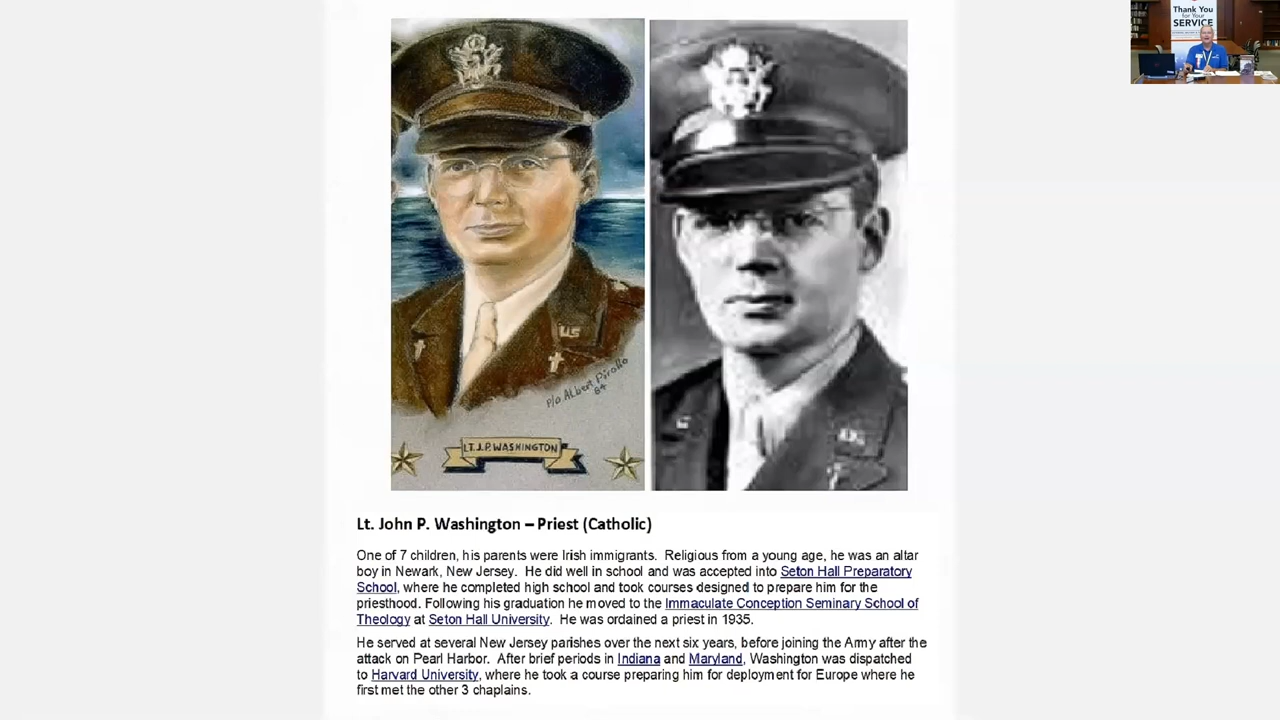 Thank You
for Your
SERVICE
US
P/O ALbert Pirollo
84
LT. J.P. WASHINGTON
Lt. John P. Washington – Priest (Catholic)
One of 7 children, his parents were Irish immigrants. Religious from a young age, he was an altar
boy in Newark, New Jersey. He did well in school and was accepted into Seton Hall Preparatory
School, where he completed high school and took courses designed to prepare him for the
priesthood. Following his graduation he moved to the Immaculate Conception Seminary School of
Theology at Seton Hall University. He was ordained a priest in 1935.
He served at several New Jersey parishes over the next six years, before joining the Army after the
attack on Pearl Harbor. After brief periods in Indiana and Maryland, Washington was dispatched
to Harvard University, where he took a course preparing him for deployment for Europe where he
first met the other 3 chaplains.